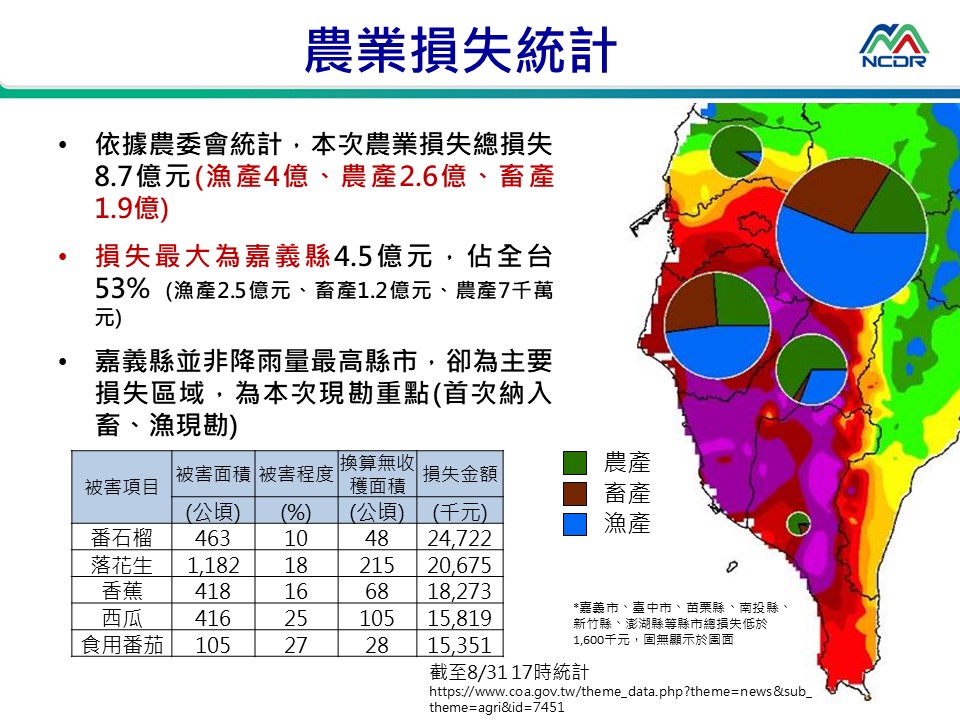 農業損失統計
NCDR
• 依據農委會統計，本次農業損失總損失
8.7億元(漁產4億、農產2.6億、畜產
1.9億)
• 損失最大為嘉義縣4.5億元，佔全台
53% (漁產2.5億元、畜產1.2億元、農產7千萬
元)
• 嘉義縣並非降雨量最高縣市，卻為主要
損失區域，為本次現勘重點(首次納入
畜、漁現勘)
被害項目 被害面積 被害程度 換算無收穫面積 損失金額
(公頃) (%) (公頃) (千元)
番石榴 463 10 48 24,722
落花生 1,182 18 215 20,675
香蕉 418 16 68 18,273
西瓜 416 25 105 15,819
食用番茄 105 27 28 15,351
農產
畜產
漁產
*嘉義市、臺中市、苗栗縣、南投縣、
新竹縣、澎湖縣等縣市總損失低於
1,600千元，固無顯示於圖面
截至8/31 17時統計
https://www.coa.gov.tw/theme_data.php?theme=news&sub_
theme=agri&id=7451